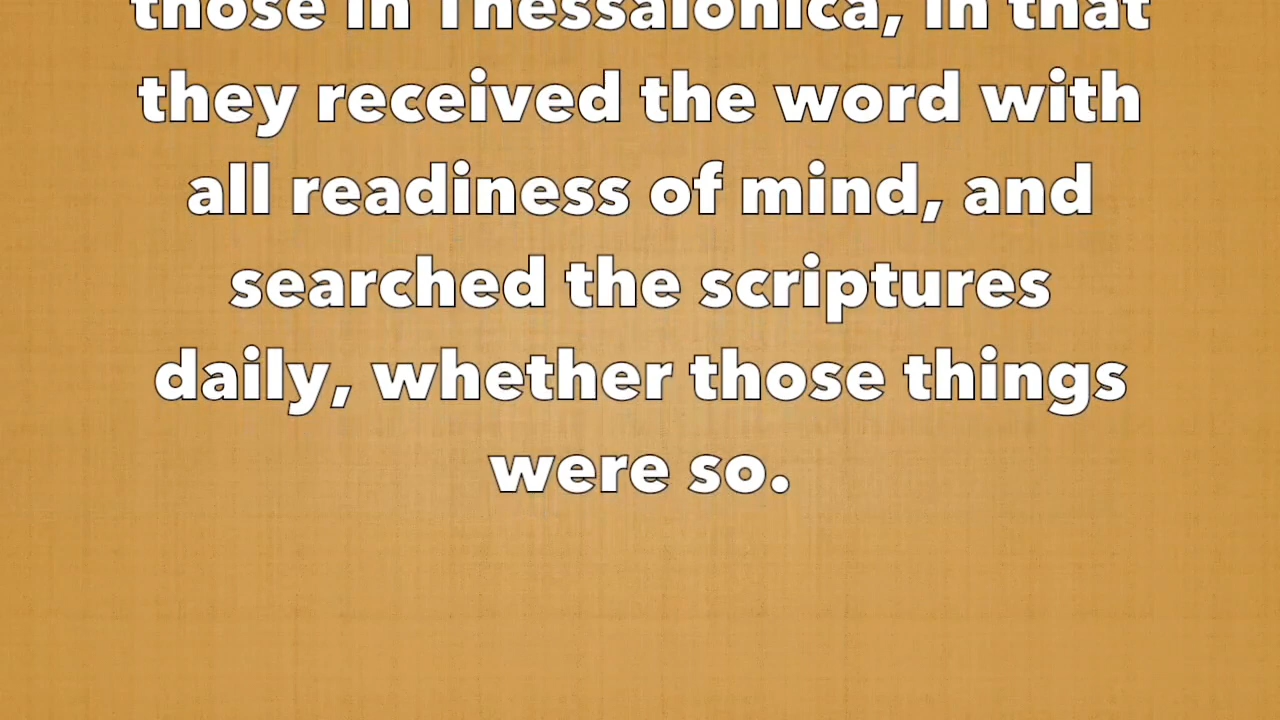 those in Thessalonica, in that
they received the word with
all readiness of mind, and
searched the scriptures
daily, whether those things
were so.